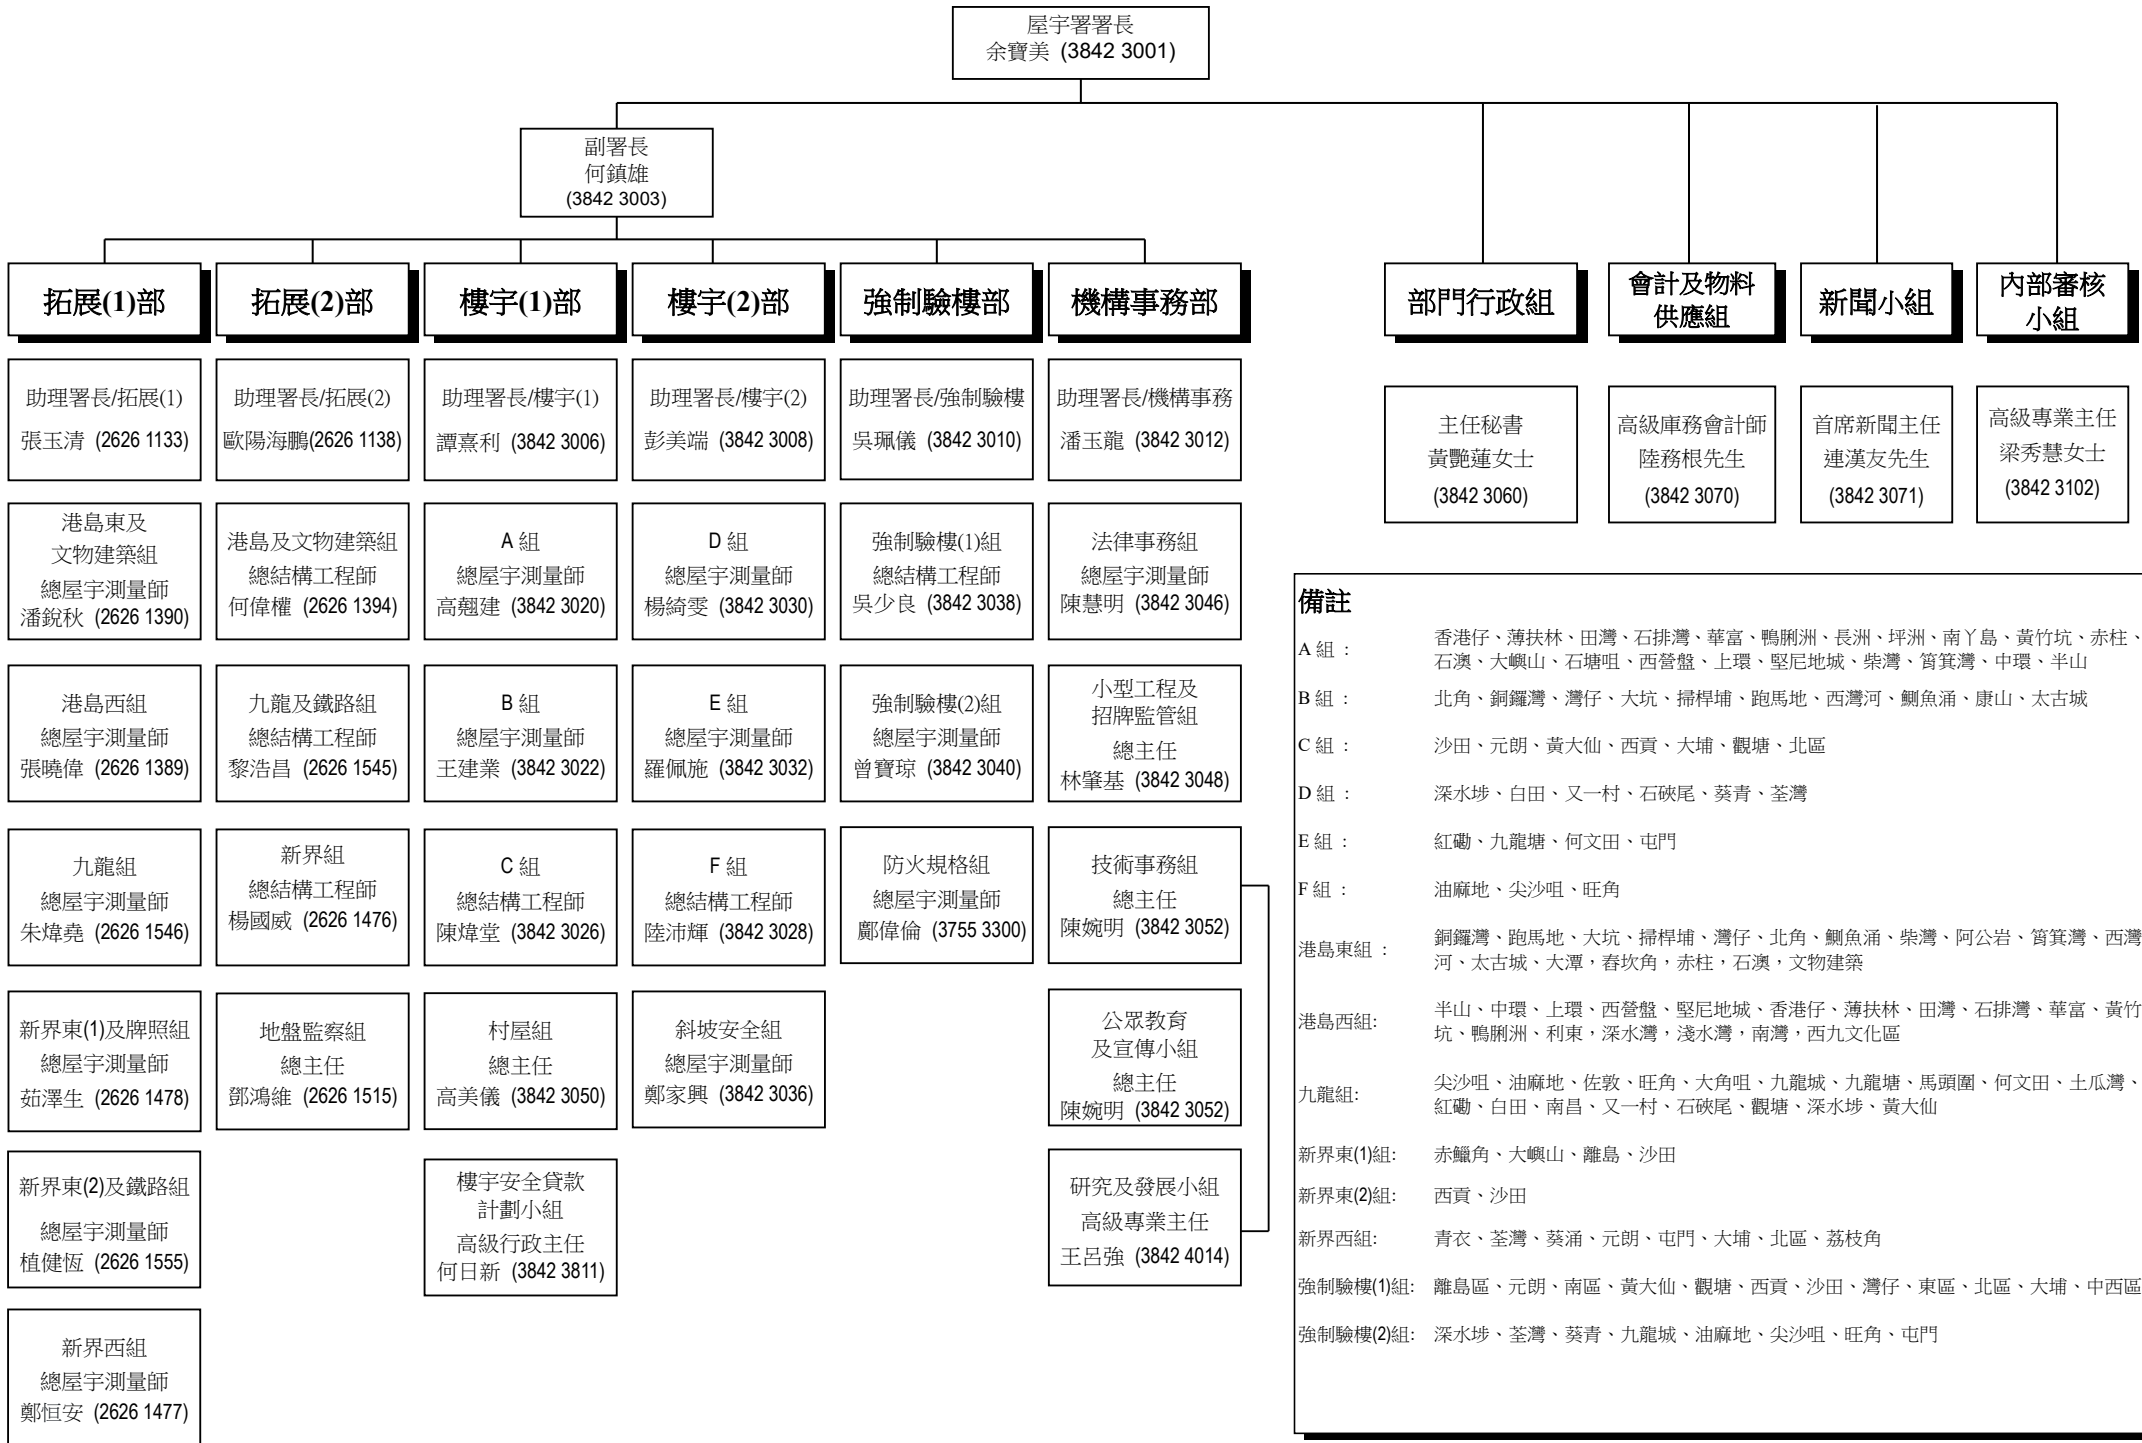 屋宇署署長
余寶美 (3842 3001)
副署長
何鎮雄
(3842 3003)
拓展(1)部
拓展(2)部
樓宇(1)部
樓宇(2)部
強制驗樓部
機構事務部
部門行政組
會計及物料
供應組
新聞小組
內部審核
小組
助理署長/拓展(1)
張玉清 (2626 1133)
助理署長/拓展(2)
歐陽海鵬(2626 1138)
助理署長/樓宇(1)
譚熹利 (3842 3006)
助理署長/樓宇(2)
彭美端 (3842 3008)
助理署長/強制驗樓
吳珮儀 (3842 3010)
助理署長/機構事務
潘玉龍 (3842 3012)
主任秘書
黃艷蓮女士
(3842 3060)
高級庫務會計師
陸務根先生
(3842 3070)
首席新聞主任
連漢友先生
(3842 3071)
高級專業主任
梁秀慧女士
(3842 3102)
港島東及
文物建築組
總屋宇測量師
潘銳秋 (2626 1390)
港島及文物建築組
總結構工程師
何偉權 (2626 1394)
A 組
總屋宇測量師
高翹建 (3842 3020)
D 組
總屋宇測量師
楊綺雯 (3842 3030)
強制驗樓(1)組
總結構工程師
吳少良 (3842 3038)
法律事務組
總屋宇測量師
陳慧明 (3842 3046)
港島西組
總屋宇測量師
張曉偉 (2626 1389)
九龍及鐵路組
總結構工程師
黎浩昌 (2626 1545)
B 組
總屋宇測量師
王建業 (3842 3022)
E 組
總屋宇測量師
羅佩施 (3842 3032)
強制驗樓(2)組
總屋宇測量師
曾寶琼 (3842 3040)
小型工程及
招牌監管組
總主任
林肇基 (3842 3048)
九龍組
總屋宇測量師
朱煒堯 (2626 1546)
新界組
總結構工程師
楊國威 (2626 1476)
C 組
總結構工程師
陳煒堂 (3842 3026)
F 組
總結構工程師
陸沛輝 (3842 3028)
防火規格組
總屋宇測量師
鄺偉倫 (3755 3300)
技術事務組
總主任
陳婉明 (3842 3052)
新界東(1)及牌照組
總屋宇測量師
茹澤生 (2626 1478)
地盤監察組
總主任
鄧鴻維 (2626 1515)
村屋組
總主任
高美儀 (3842 3050)
斜坡安全組
總屋宇測量師
鄭家興 (3842 3036)
公眾教育
及宣傳小組
總主任
陳婉明 (3842 3052)
新界東(2)及鐵路組
總屋宇測量師
植健恆 (2626 1555)
樓宇安全貸款
計劃小組
高級行政主任
何日新 (3842 3811)
研究及發展小組
高級專業主任
王呂強 (3842 4014)
新界西組
總屋宇測量師
鄭恒安 (2626 1477)
備註
A 組 : 香港仔、薄扶林、田灣、石排灣、華富、鴨脷洲、長洲、坪洲、南丫島、黃竹坑、赤柱、
石澳、大嶼山、石塘咀、西營盤、上環、堅尼地城、柴灣、筲箕灣、中環、半山
B 組 : 北角、銅鑼灣、灣仔、大坑、掃桿埔、跑馬地、西灣河、鰂魚涌、康山、太古城
C 組 : 沙田、元朗、黃大仙、西貢、大埔、觀塘、北區
D 組 : 深水埗、白田、又一村、石硤尾、葵青、荃灣
E 組 : 紅磡、九龍塘、何文田、屯門
F 組 : 油麻地、尖沙咀、旺角
港島東組 : 銅鑼灣、跑馬地、大坑、掃桿埔、灣仔、北角、鰂魚涌、柴灣、阿公岩、筲箕灣、西灣
河、太古城、大潭，舂坎角，赤柱，石澳，文物建築
港島西組: 半山、中環、上環、西營盤、堅尼地城、香港仔、薄扶林、田灣、石排灣、華富、黃竹
坑、鴨脷洲、利東，深水灣，淺水灣，南灣，西九文化區
九龍組: 尖沙咀、油麻地、佐敦、旺角、大角咀、九龍城、九龍塘、馬頭圍、何文田、土瓜灣、
紅磡、白田、南昌、又一村、石硤尾、觀塘、深水埗、黃大仙
新界東(1)組: 赤鱲角、大嶼山、離島、沙田
新界東(2)組: 西貢、沙田
新界西組: 青衣、荃灣、葵涌、元朗、屯門、大埔、北區、荔枝角
強制驗樓(1)組: 離島區、元朗、南區、黃大仙、觀塘、西貢、沙田、灣仔、東區、北區、大埔、中西區
強制驗樓(2)組: 深水埗、荃灣、葵青、九龍城、油麻地、尖沙咀、旺角、屯門